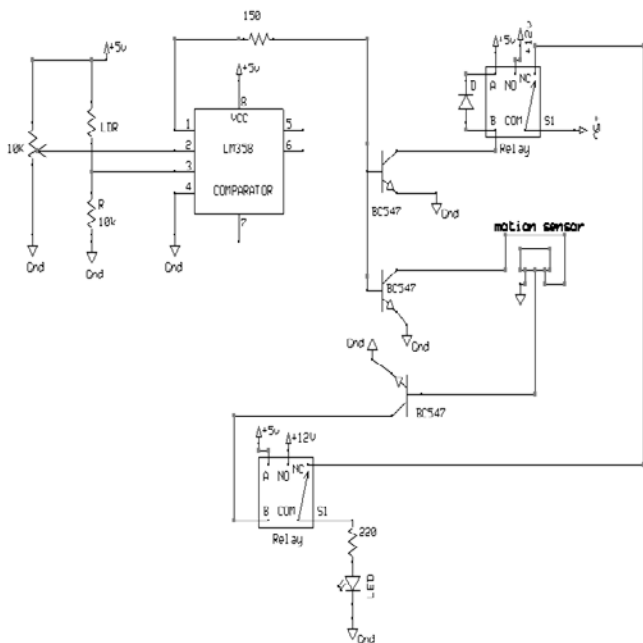 150
+5v
+5v
+5v
+12v
D
A
NO
NC
B
COM
S1
Relay
+5v
8
VCC
1
5
LDR
10K
2
LM358
6
3
4
COMPARATOR
R
10k
7
BC547
Gnd
Gnd
Gnd
Gnd
motion sensor
BC547
Gnd
Gnd
BC547
+5v
+12v
A
NO
NC
B
COM
S1
Relay
220
LED
Gnd